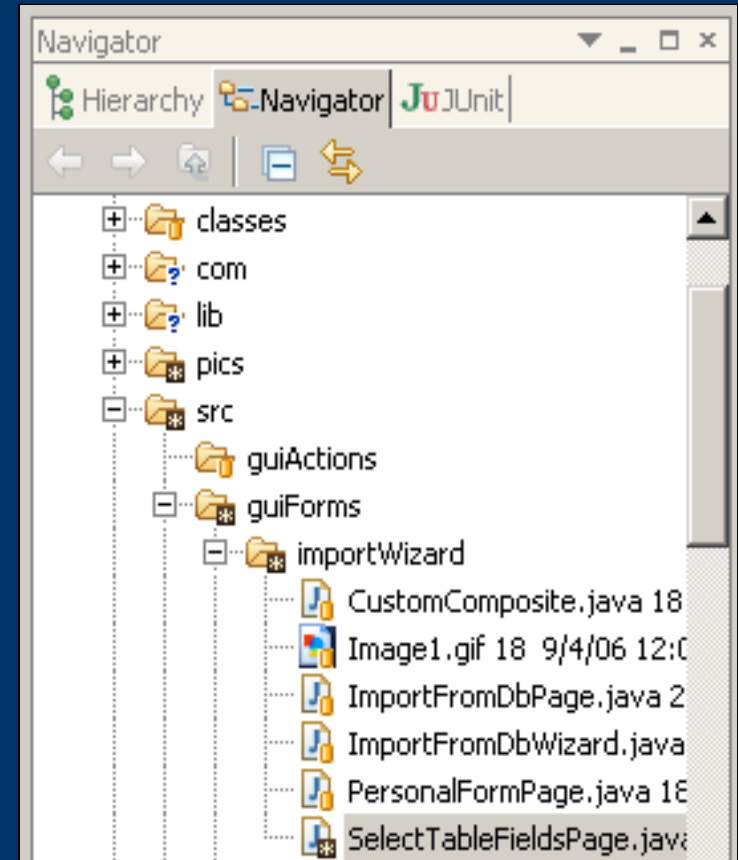 Navigator
Hierarchy Navigator JU JUnit
classes
com
lib
pics
src
guiActions
guiForms
importWizard
CustomComposite.java 18
Image1.gif 18 9/4/06 12:0
ImportFromDbPage.java 2
ImportFromDbWizard.java
PersonalFormPage.java 18
SelectTableFieldsPage.java